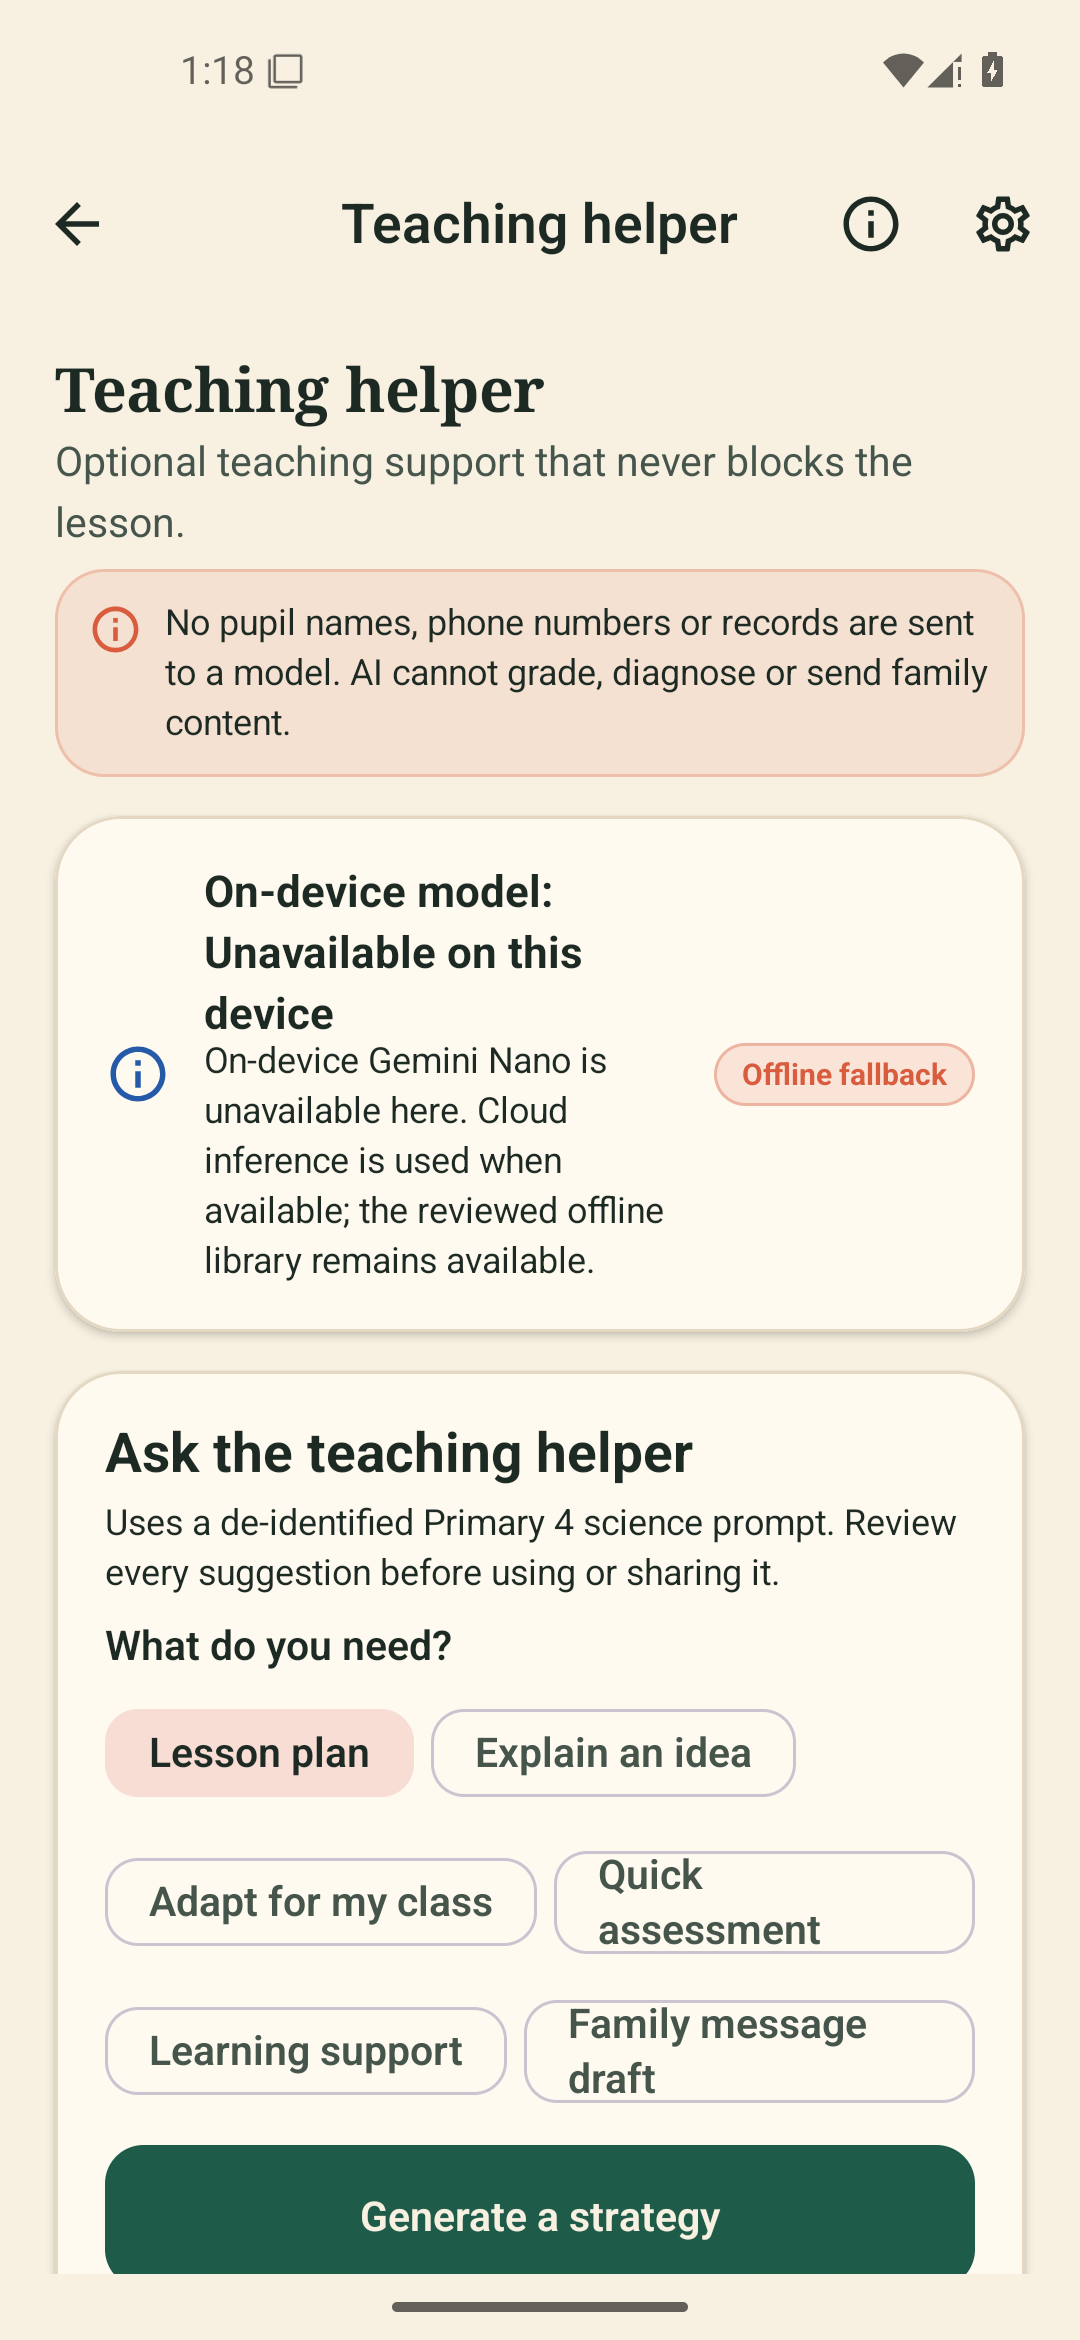 1:18
Teaching helper
Teaching helper
Optional teaching support that never blocks the
lesson.
No pupil names, phone numbers or records are sent
to a model. AI cannot grade, diagnose or send family
content.
On-device model:
Unavailable on this
device
On-device Gemini Nano is
unavailable here. Cloud
inference is used when
available; the reviewed offline
library remains available.
Offline fallback
Ask the teaching helper
Uses a de-identified Primary 4 science prompt. Review
every suggestion before using or sharing it.
What do you need?
Lesson plan
Explain an idea
Adapt for my class
Quick
assessment
Learning support
Family message
draft
Generate a strategy